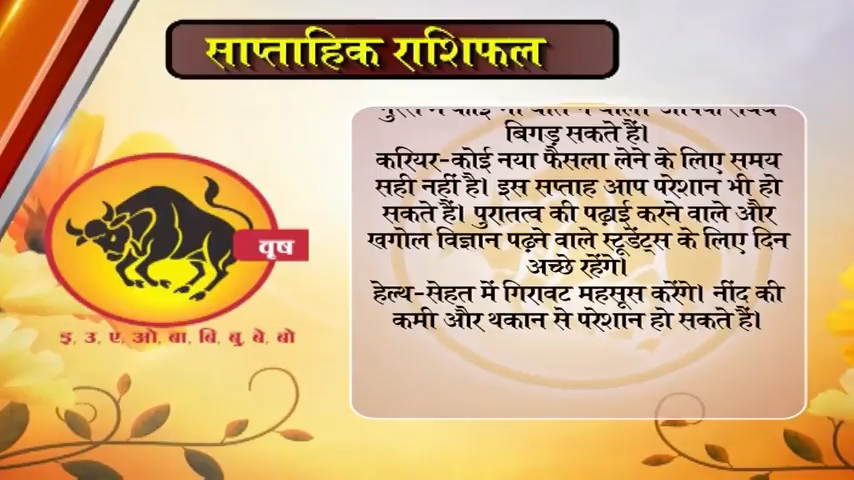 साप्ताहिक राशिफल
बिगड़ सकते हैं।
करियर-कोई नया फैसला लेने के लिए समय
सही नहीं है। इस सप्ताह आप परेशान भी हो
सकते हैं। पुरातत्व की पढ़ाई करने वाले और
खगोल विज्ञान पढ़ने वाले स्टूडेंट्स के लिए दिन
अच्छे रहेंगे।
हेल्थ-सेहत में गिरावट महसूस करेंगे। नींद की
कमी और थकान से परेशान हो सकते हैं।
वृष
इ, उ, ए, ओ, बा, बि, बु, बे, बो